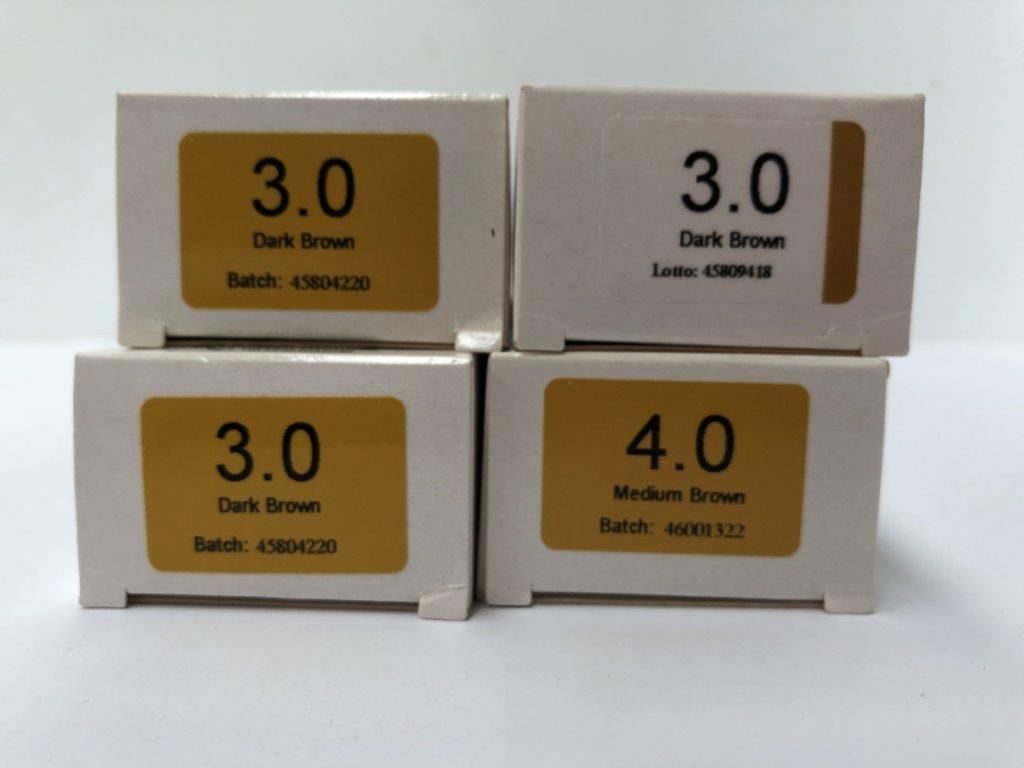 3.0
Dark Brown
Batch: 45804220
3.0
Dark Brown
Lotto: 45809418
3.0
Dark Brown
Batch: 45804220
4.0
Medium Brown
Batch: 46001322